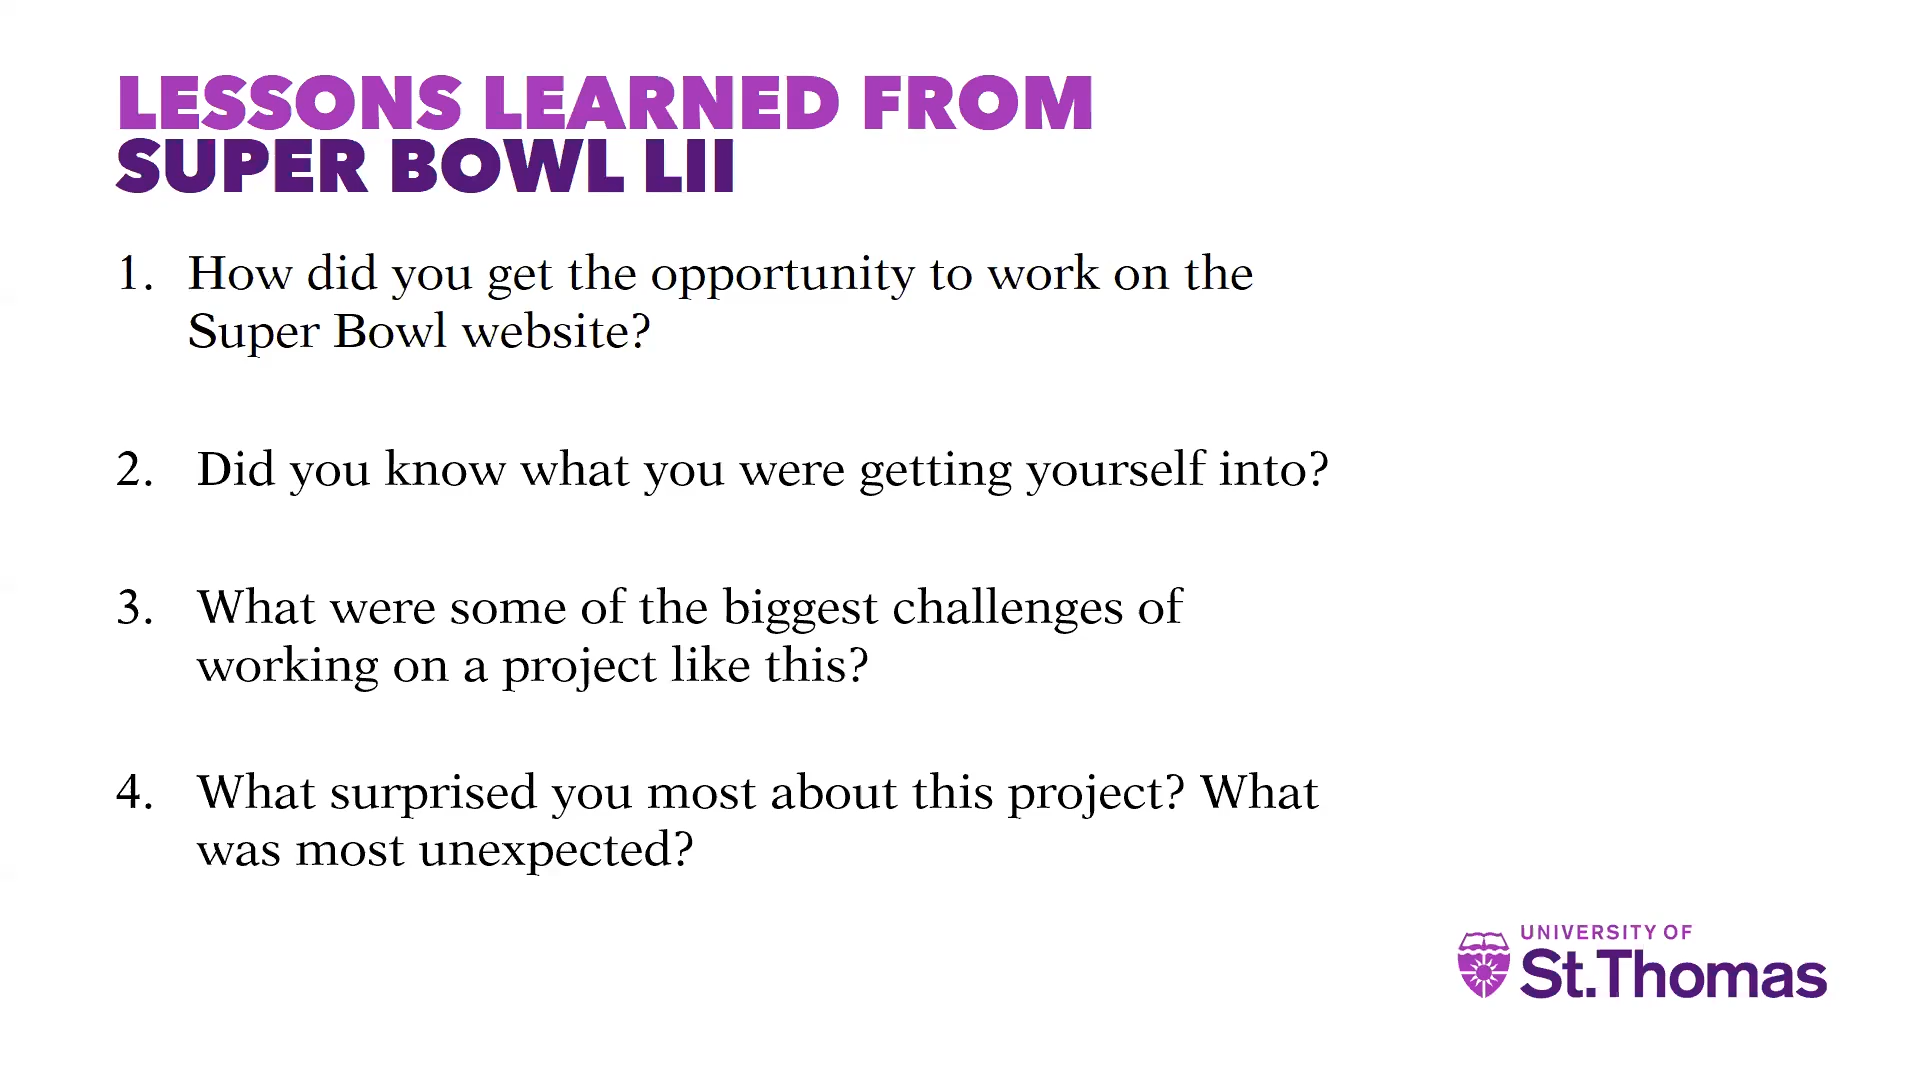 LESSONS LEARNED FROM
SUPER BOWL LII
1. How did you get the opportunity to work on the
Super Bowl website?
2. Did you know what you were getting yourself into?
3. What were some of the biggest challenges of
working on a project like this?
4. What surprised you most about this project? What
was most unexpected?
UNIVERSITY OF
St.Thomas